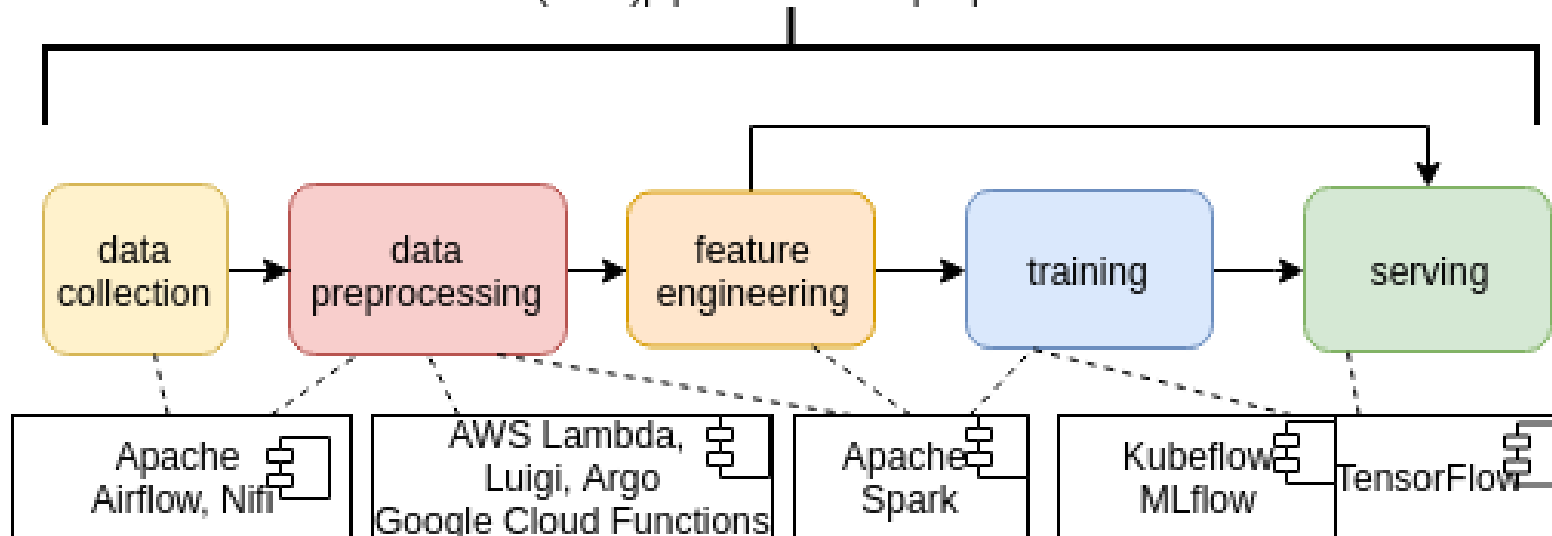 data
collection
data
preprocessing
feature
engineering
training
serving
Apache
Airflow, Nifi
AWS Lambda,
Luigi, Argo
Google Cloud Functions
Apache
Spark
Kubeflow
MLflow
TensorFlow